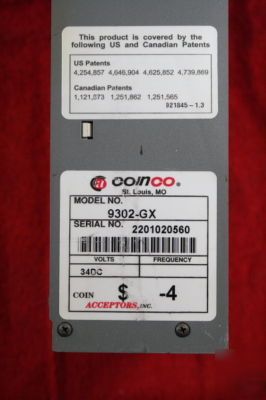 This product is covered by the
following US and Canadian Patents
US Patents
4,254,857 4,646,904 4,625,852 4,739,869
Canadian Patents
1,121,873 1,251,862 1,251,565
921845-1.3
COINCO®
St. Louis, MO
MODEL NO.
9302-GX
SERIAL NO. 2201020560
VOLTS FREQUENCY
34DC
COIN $ -4
ACCEPTORS, INC.